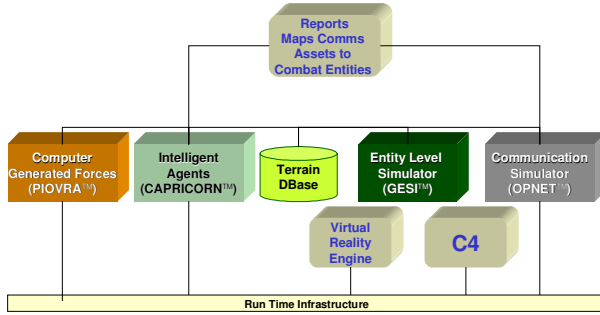 Reports
Maps Comms
Assets to
Combat Entities
Computer
Generated Forces
(PIOVRA™)
Intelligent
Agents
(CAPRICORN™)
Terrain
DBase
Entity Level
Simulator
(GESI™)
Communication
Simulator
(OPNET™)
Virtual
Reality
Engine
C4
Run Time Infrastructure